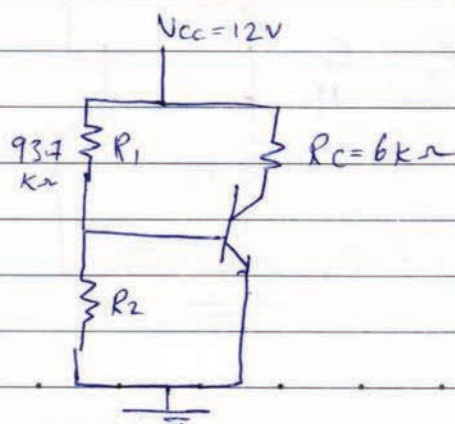 Vcc=12V
93.7 R₁ Rc=6kΩ
kΩ
R₂